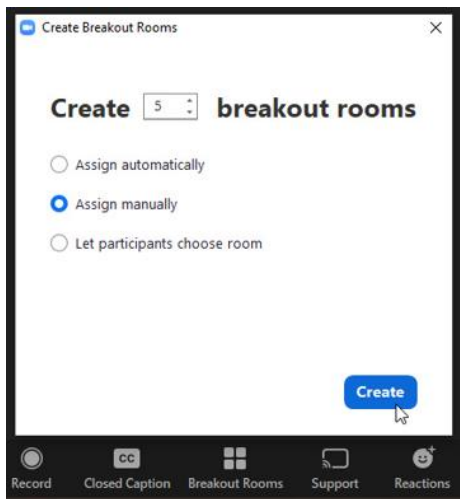 Create Breakout Rooms
Create 5 breakout rooms
Assign automatically
Assign manually
Let participants choose room
Create
CC
Record Closed Caption Breakout Rooms Support Reactions